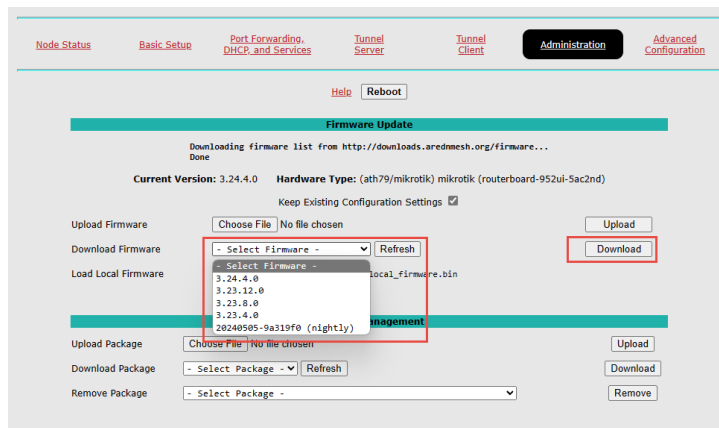 Node Status Basic Setup Port Forwarding, Tunnel Tunnel Administration Advanced
DHCP, and Services Server Client Configuration
Help Reboot
Firmware Update
Downloading firmware list from http://downloads.arednmesh.org/firmware...
Done
Current Version: 3.24.4.0 Hardware Type: (ath79/mikrotik) mikrotik (routerboard-952ui-5ac2nd)
Keep Existing Configuration Settings
Upload Firmware Choose File No file chosen Upload
Download Firmware - Select Firmware - Refresh Download
- Select Firmware -
3.24.4.0
Load Local Firmware local_firmware.bin
3.23.12.0
3.23.8.0
3.23.4.0
20240505-9a319f0 (nightly)
anagement
Upload Package Choose File No file chosen Upload
Download Package - Select Package - Refresh Download
Remove Package - Select Package - Remove